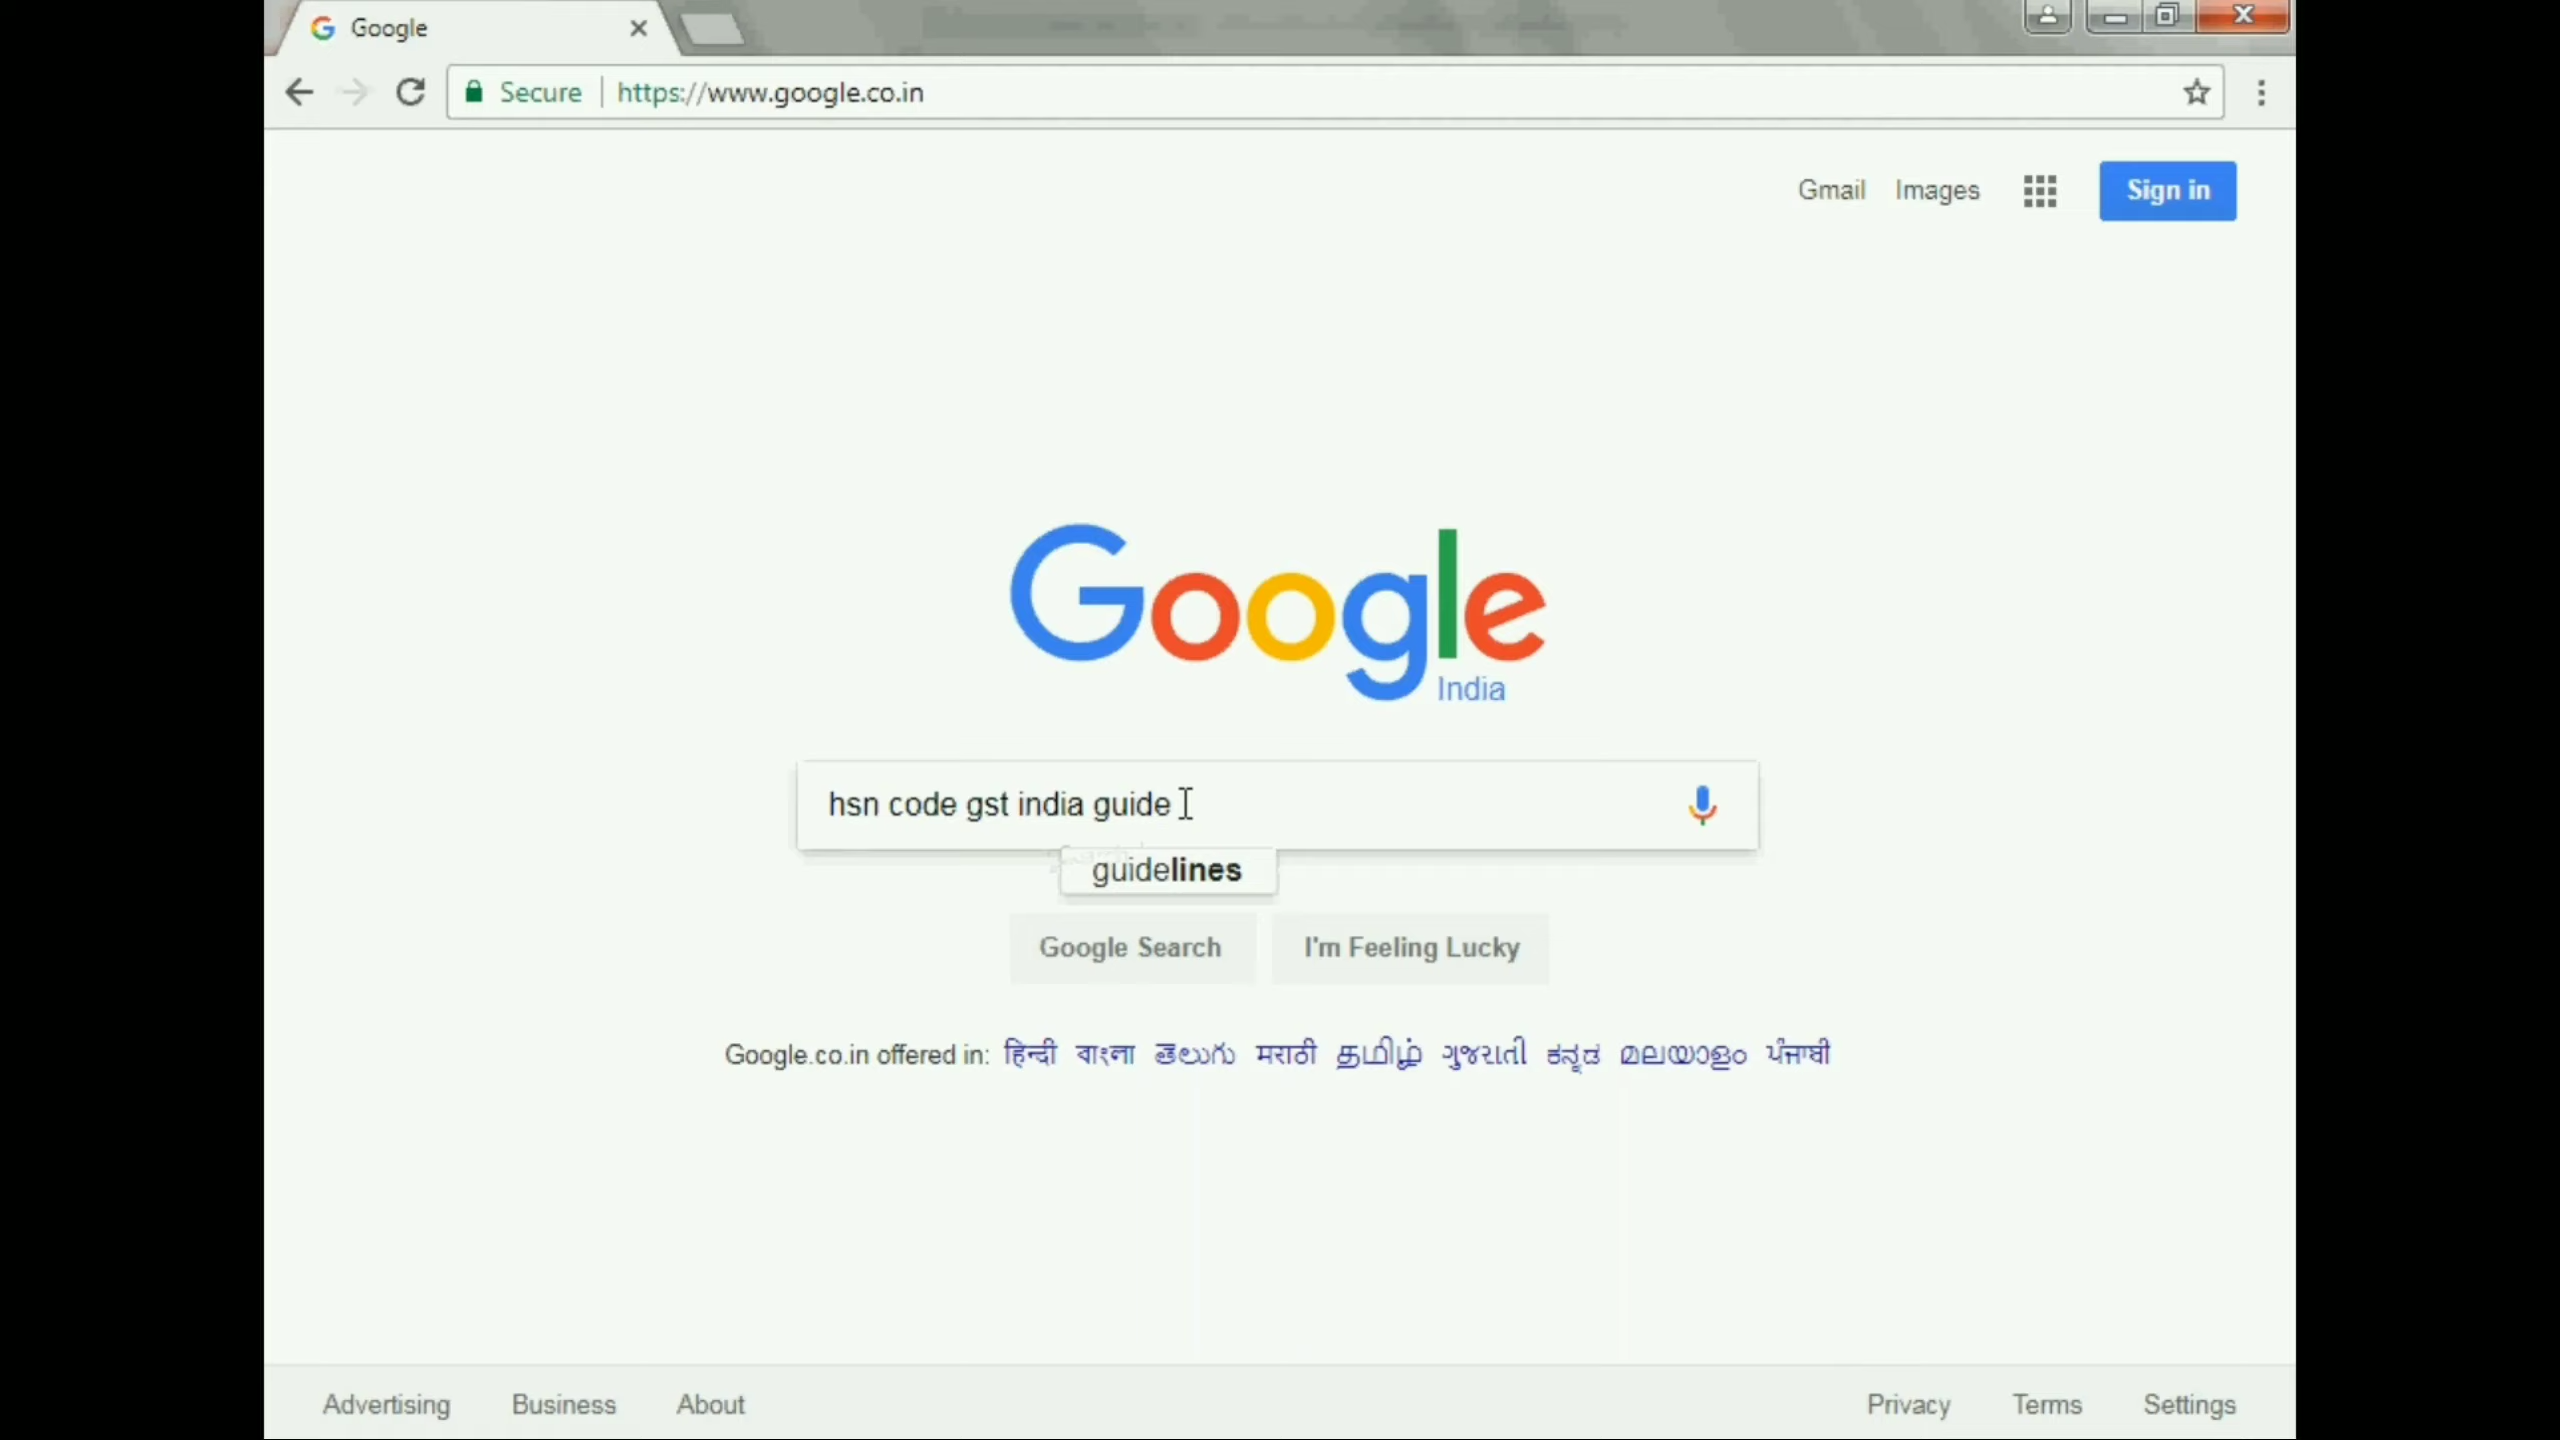 Google
Secure https://www.google.co.in
Gmail Images Sign in
Google
India
hsn code gst india guide
guidelines
Google Search I'm Feeling Lucky
Google.co.in offered in: हिन्दी বাংলা తెలుగు मराठी தமிழ் ગુજરાતી ಕನ್ನಡ മലയാളം ਪੰਜਾਬੀ
Advertising Business About Privacy Terms Settings